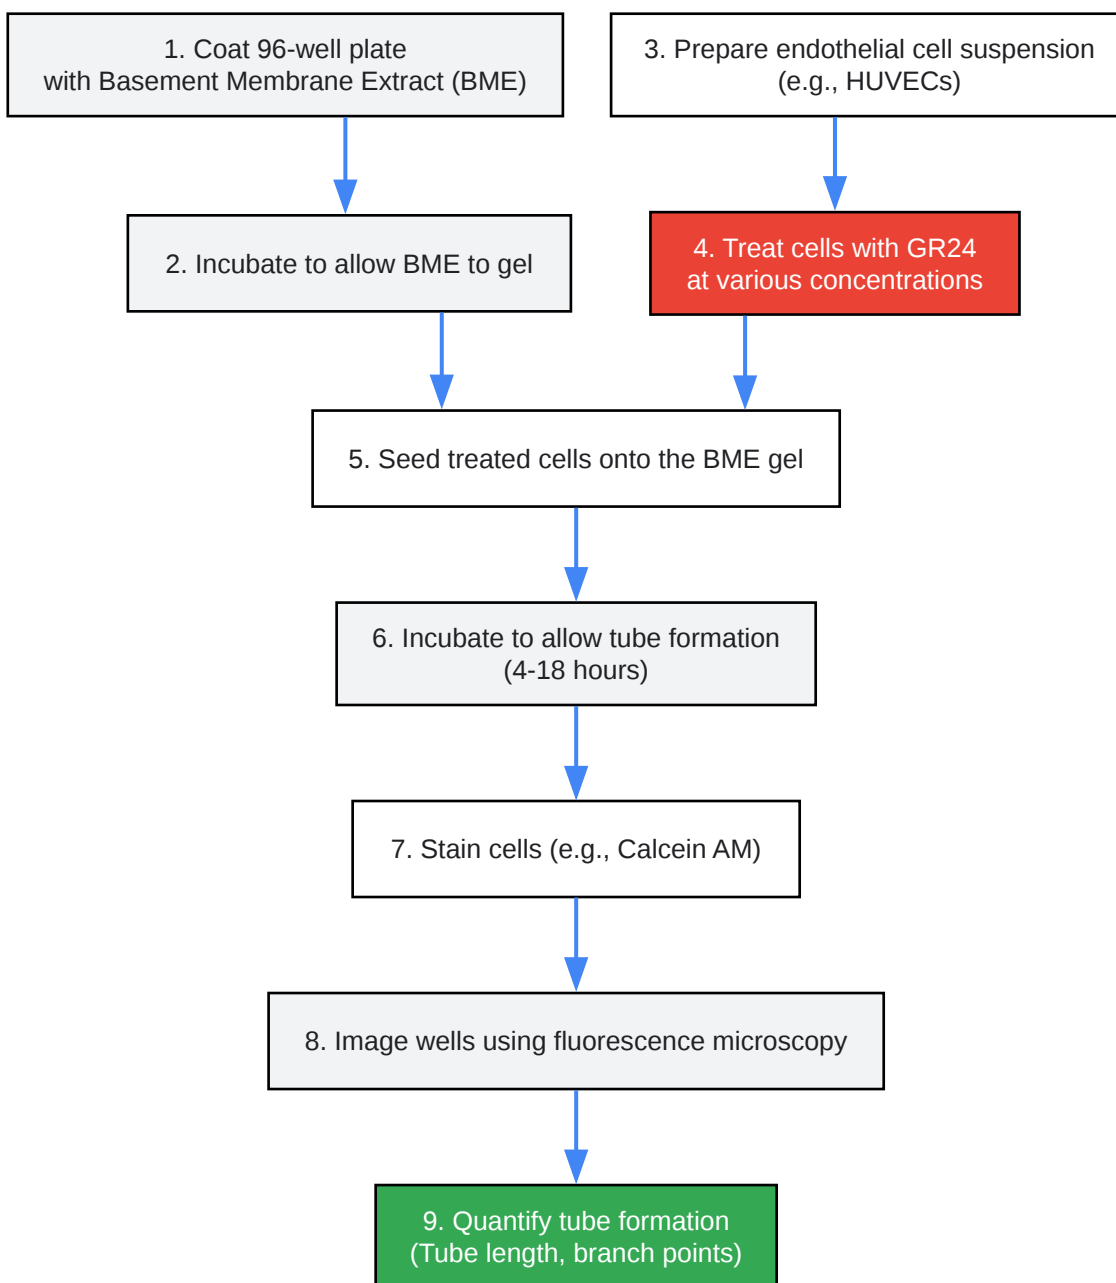 1. Coat 96-well plate
with Basement Membrane Extract (BME)
3. Prepare endothelial cell suspension
(e.g., HUVECs)
2. Incubate to allow BME to gel
4. Treat cells with GR24
at various concentrations
5. Seed treated cells onto the BME gel
6. Incubate to allow tube formation
(4-18 hours)
7. Stain cells (e.g., Calcein AM)
8. Image wells using fluorescence microscopy
9. Quantify tube formation
(Tube length, branch points)